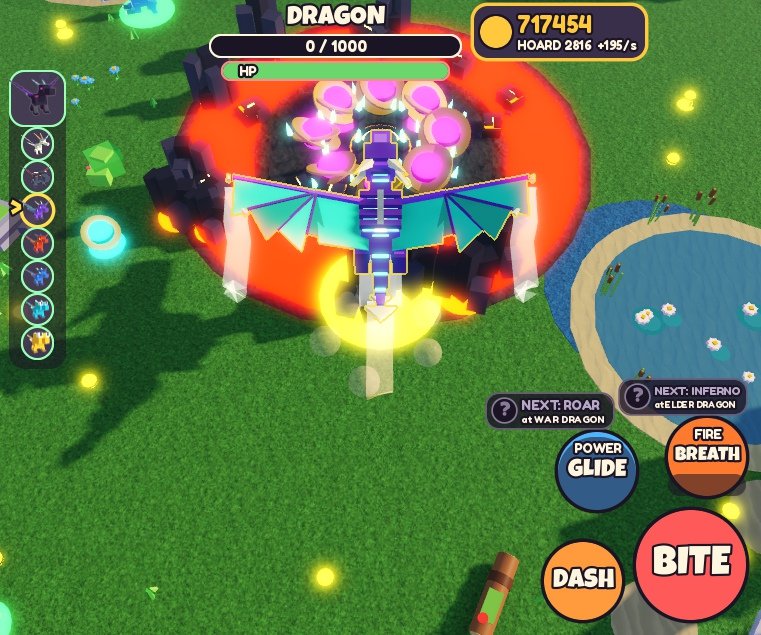 DRAGON
717454
HOARD 2816 +195/s
0 / 1000
HP
NEXT: INFERNO
at ELDER DRAGON
?
NEXT: ROAR
at WAR DRAGON
?
FIRE
BREATH
POWER
GLIDE
BITE
DASH